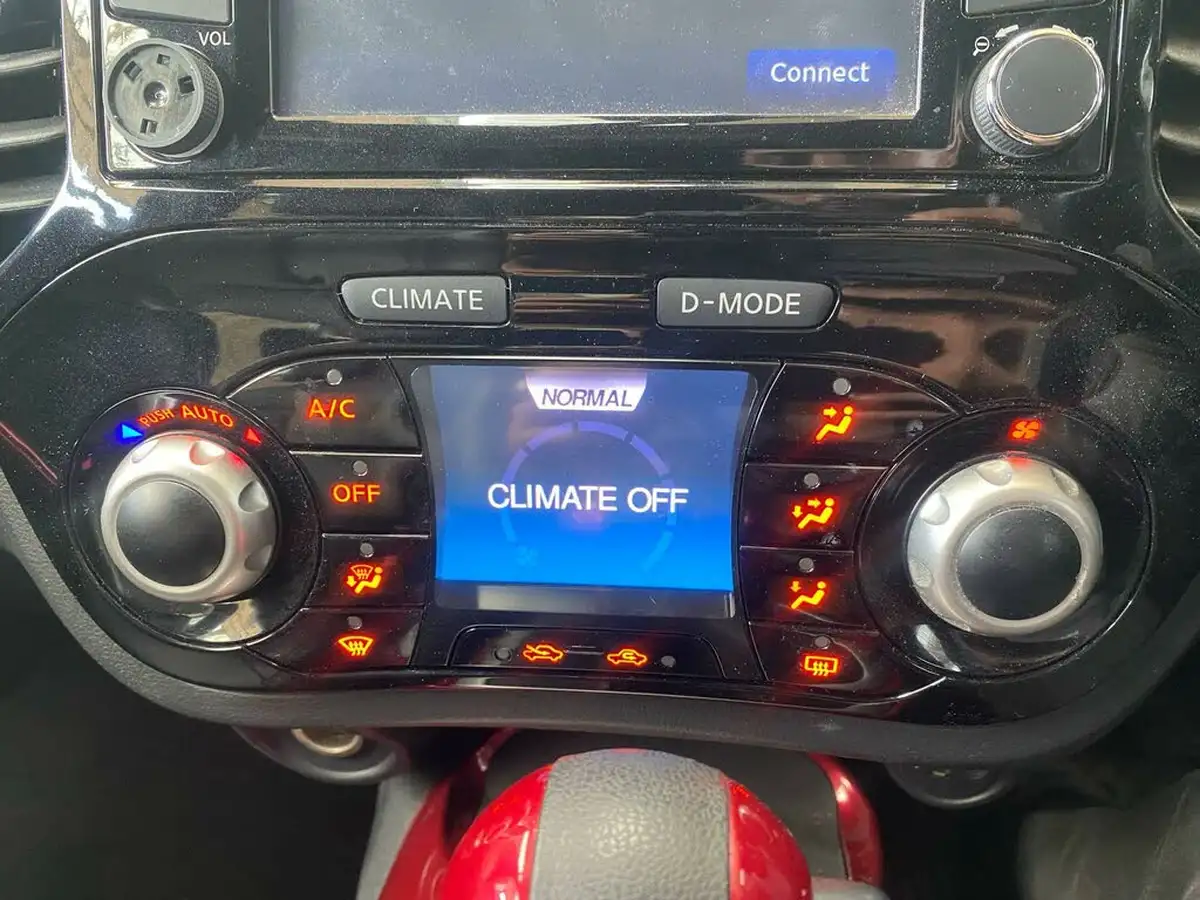 VOL
Connect
CLIMATE
D-MODE
PUSH AUTO
A/C
OFF
NORMAL
CLIMATE OFF